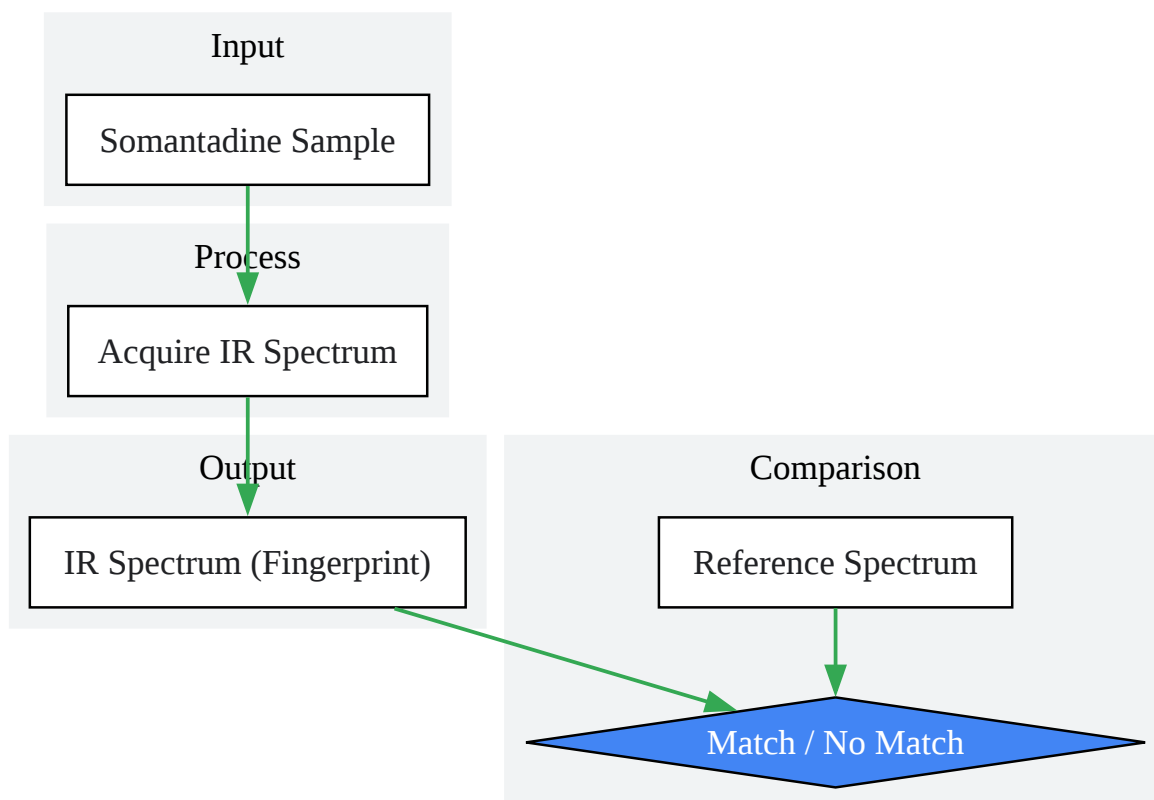 Input
Somantadine Sample
Process
Acquire IR Spectrum
Output
IR Spectrum (Fingerprint)
Comparison
Reference Spectrum
Match / No Match